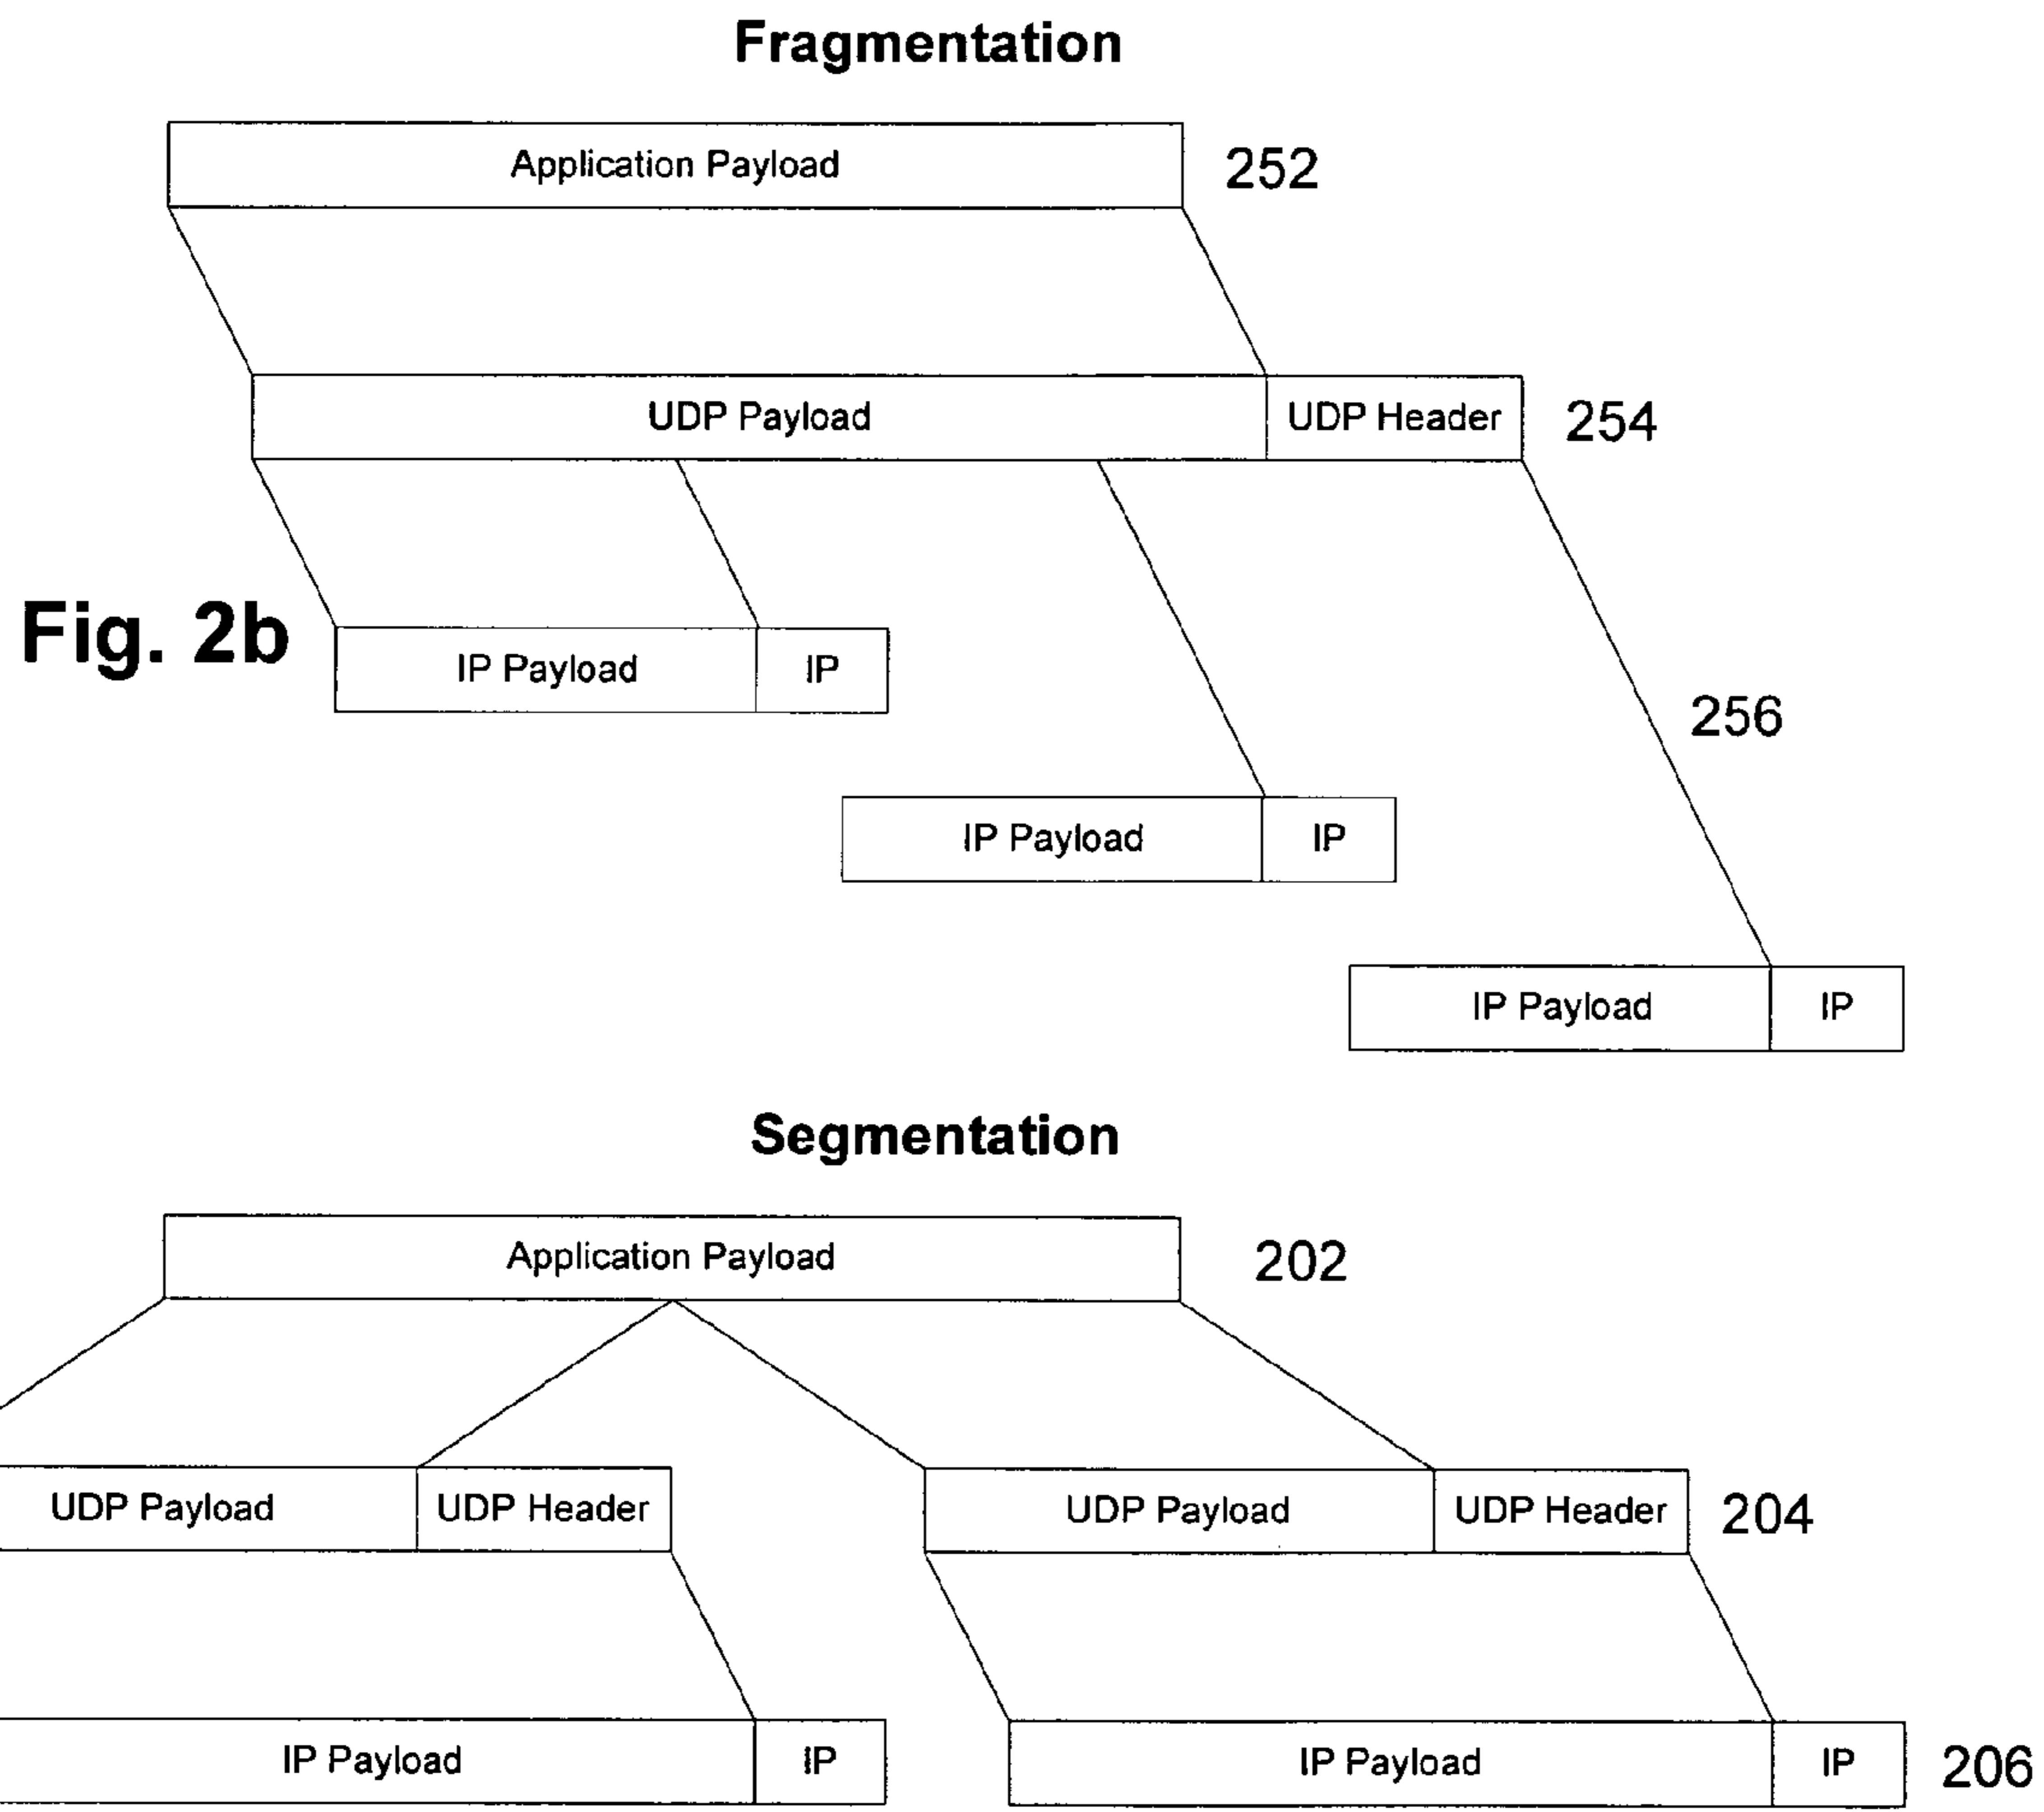 Fragmentation
Application Payload 252
UDP Payload UDP Header 254
Fig. 2b
IP Payload IP
256
IP Payload IP
IP Payload IP
Segmentation
Application Payload 202
UDP Payload UDP Header UDP Payload UDP Header 204
IP Payload IP IP Payload IP 206